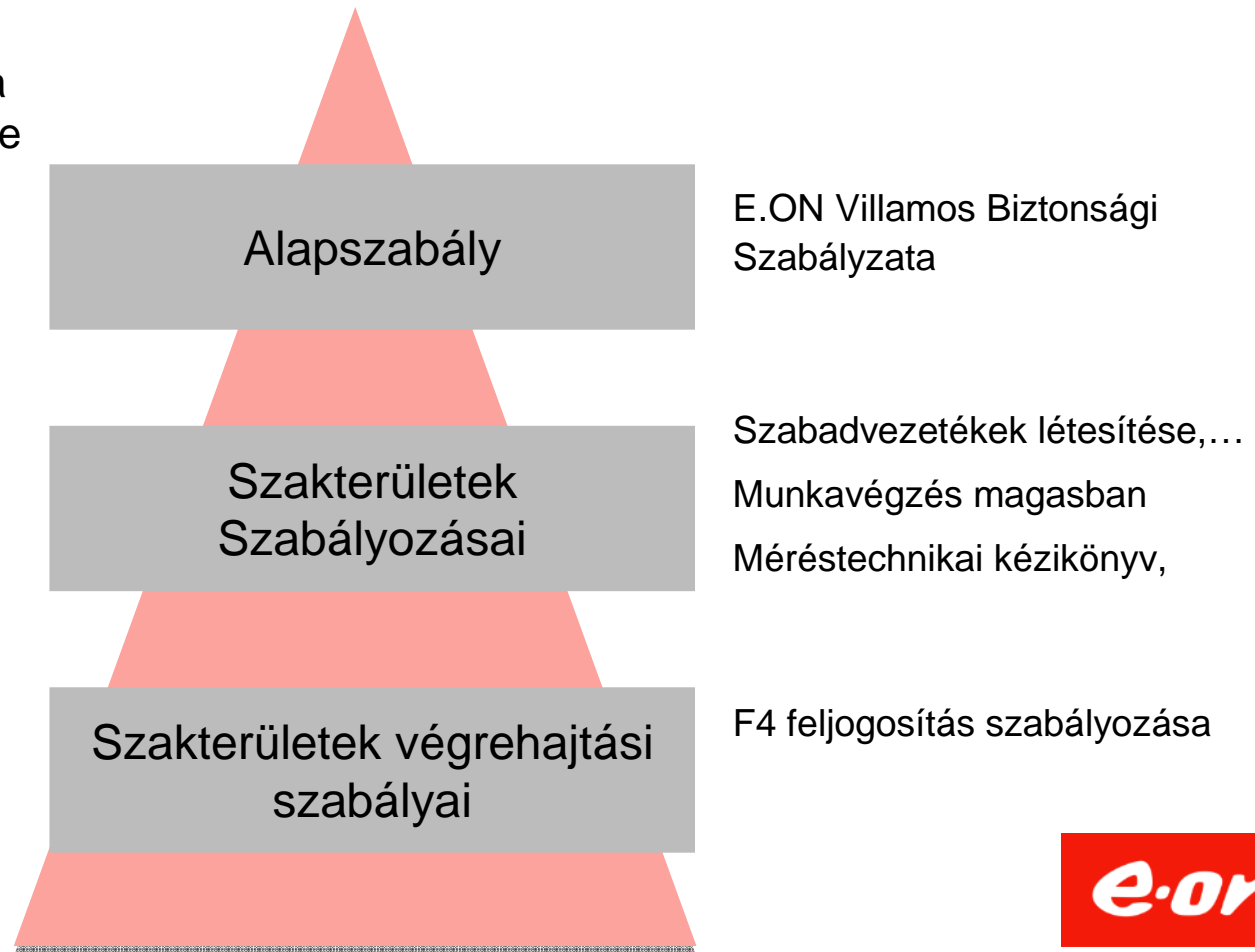 a
e
Alapszabály
E.ON Villamos Biztonsági
Szabályzata
Szakterületek
Szabályozásai
Szabadvezetékek létesítése,…
Munkavégzés magasban
Méréstechnikai kézikönyv,
Szakterületek végrehajtási
szabályai
F4 feljogosítás szabályozása
e·on